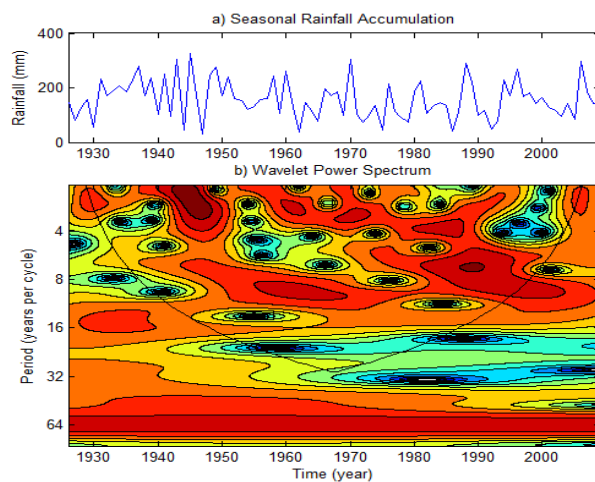 a) Seasonal Rainfall Accumulation
Rainfall (mm)
400
200
0
1930 1940 1950 1960 1970 1980 1990 2000
b) Wavelet Power Spectrum
Period (years per cycle)
4
8
16
32
64
1930 1940 1950 1960 1970 1980 1990 2000
Time (year)